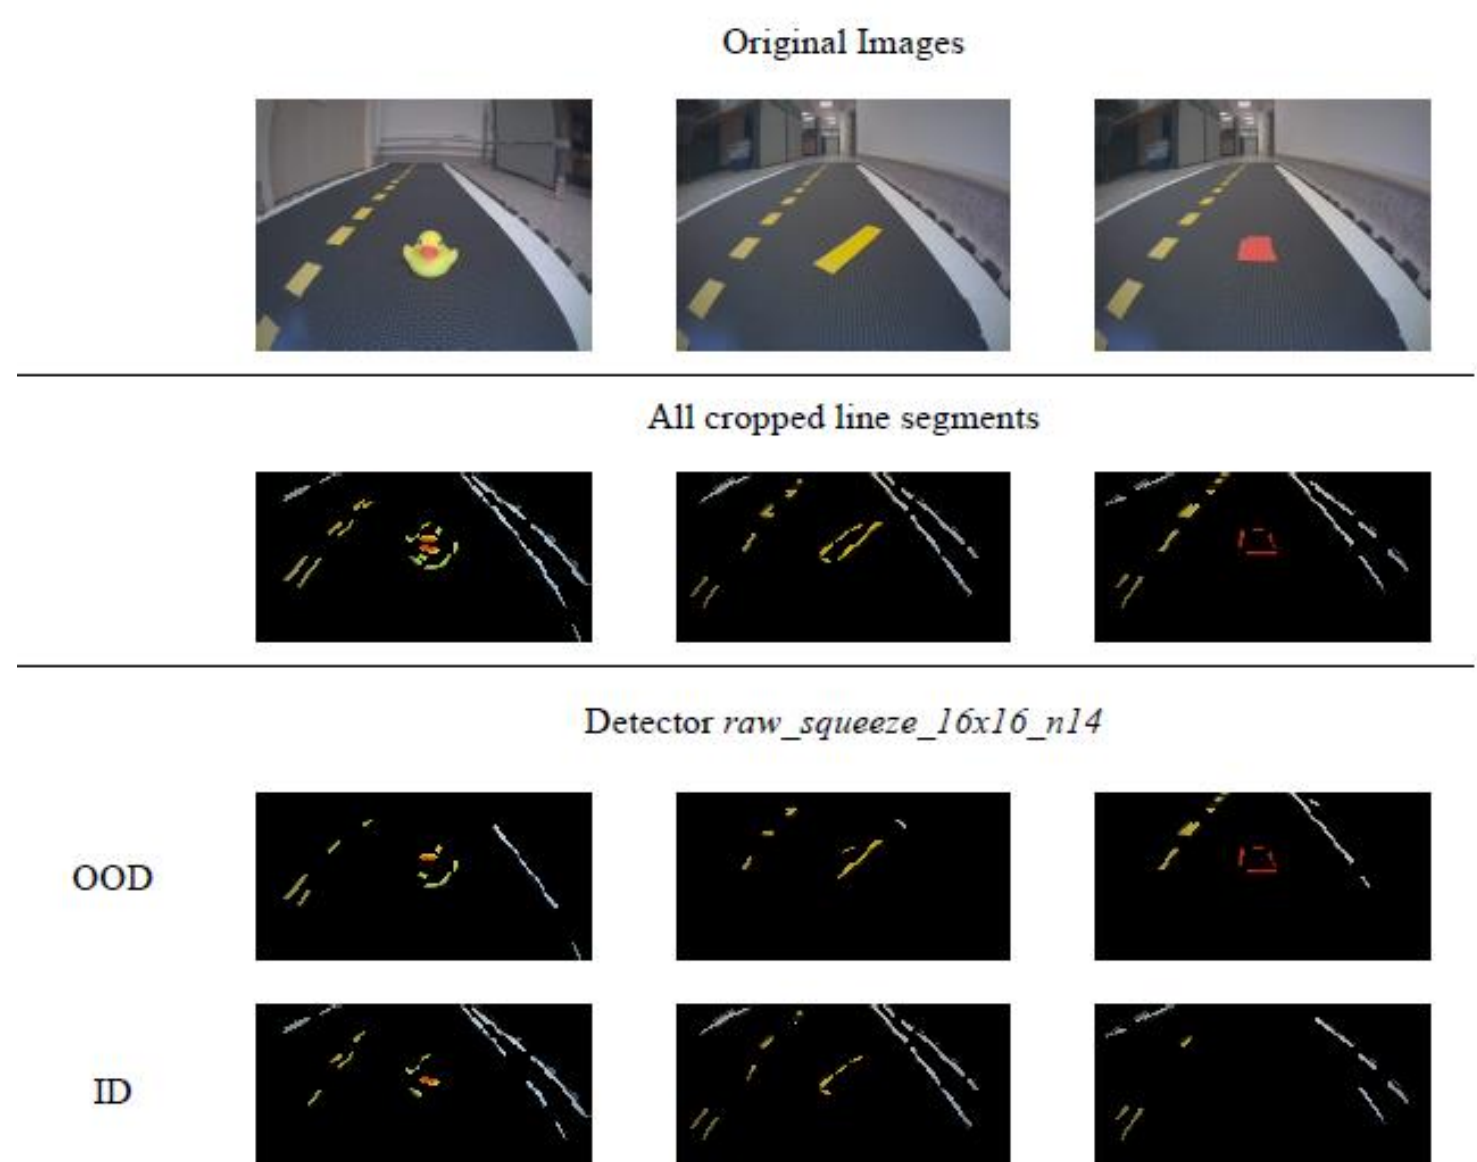 Original Images
All cropped line segments
Detector raw_squeeze_16x16_n14
OOD
ID